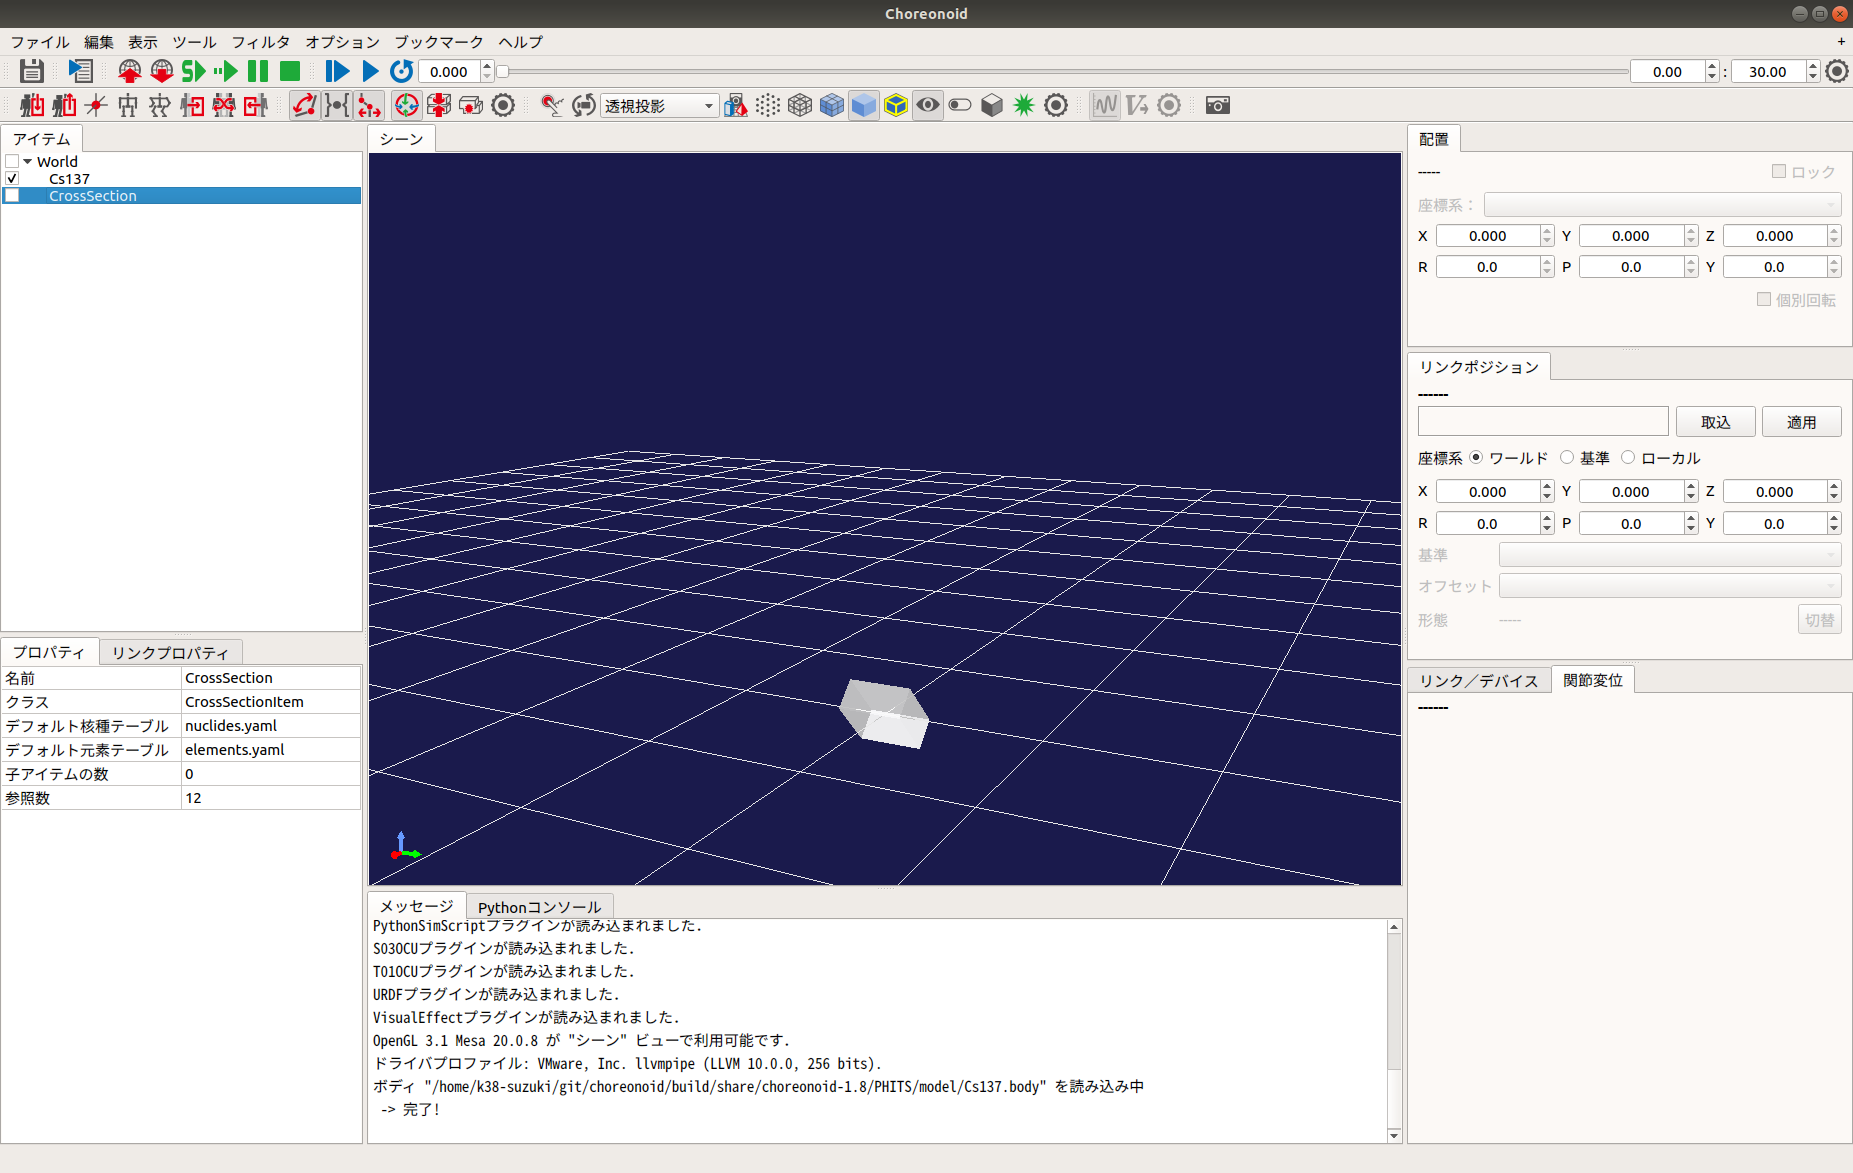 Choreonoid
ファイル 編集 表示 ツール フィルタ オプション ブックマーク ヘルプ +
0.000 0.00 : 30.00
透視投影
アイテム
World
Cs137
CrossSection
プロパティ リンクプロパティ
名前 CrossSection
クラス CrossSectionItem
デフォルト核種テーブル nuclides.yaml
デフォルト元素テーブル elements.yaml
子アイテムの数 0
参照数 12
シーン
メッセージ Pythonコンソール
PythonSimScriptプラグインが読み込まれました.
S03OCUプラグインが読み込まれました.
T01OCUプラグインが読み込まれました.
URDFプラグインが読み込まれました.
VisualEffectプラグインが読み込まれました.
OpenGL 3.1 Mesa 20.0.8 が "シーン" ビューで利用可能です.
ドライバプロファイル: VMware, Inc. llvmpipe (LLVM 10.0.0, 256 bits).
ボディ "/home/k38-suzuki/git/choreonoid/build/share/choreonoid-1.8/PHITS/model/Cs137.body" を読み込み中
-> 完了!
配置
----- ロック
座標系：
X 0.000 Y 0.000 Z 0.000
R 0.0 P 0.0 Y 0.0
個別回転
リンクポジション
------
取込 適用
座標系 ワールド 基準 ローカル
X 0.000 Y 0.000 Z 0.000
R 0.0 P 0.0 Y 0.0
基準
オフセット
形態 ----- 切替
リンク／デバイス 関節変位
------